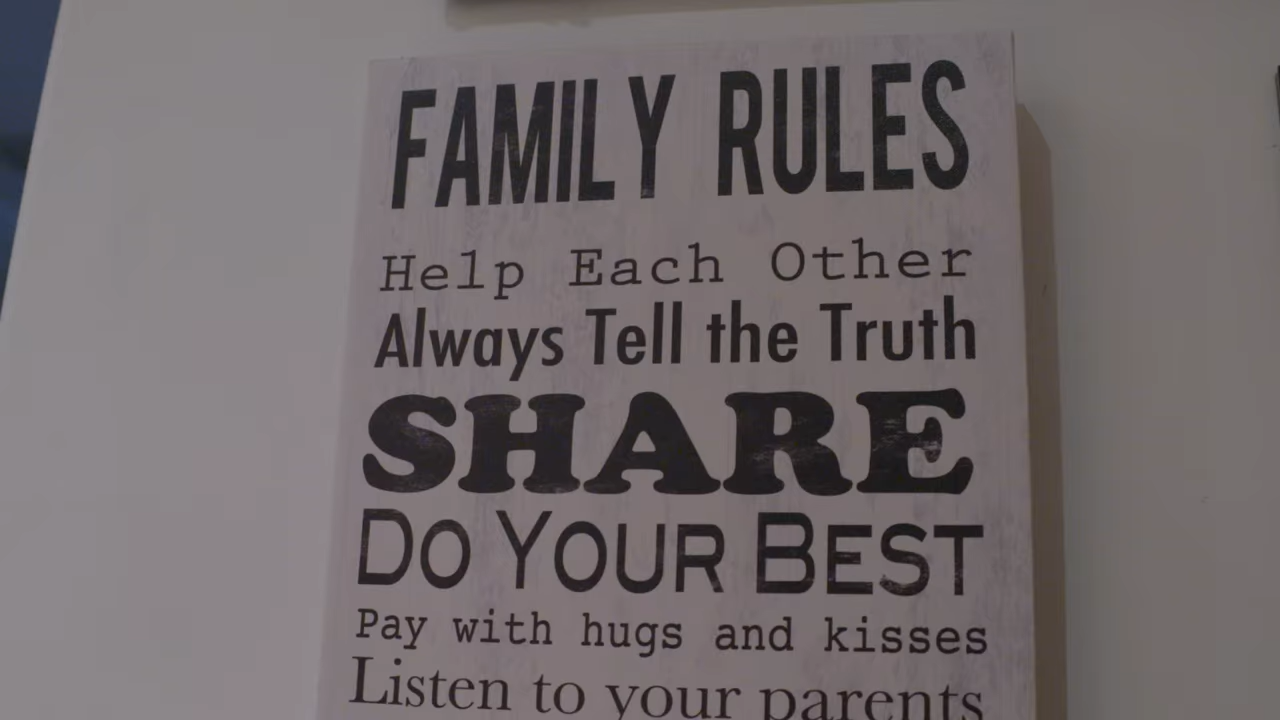 FAMILY RULES
Help Each Other
Always Tell the Truth
SHARE
DO YOUR BEST
Pay with hugs and kisses
Listen to your parents